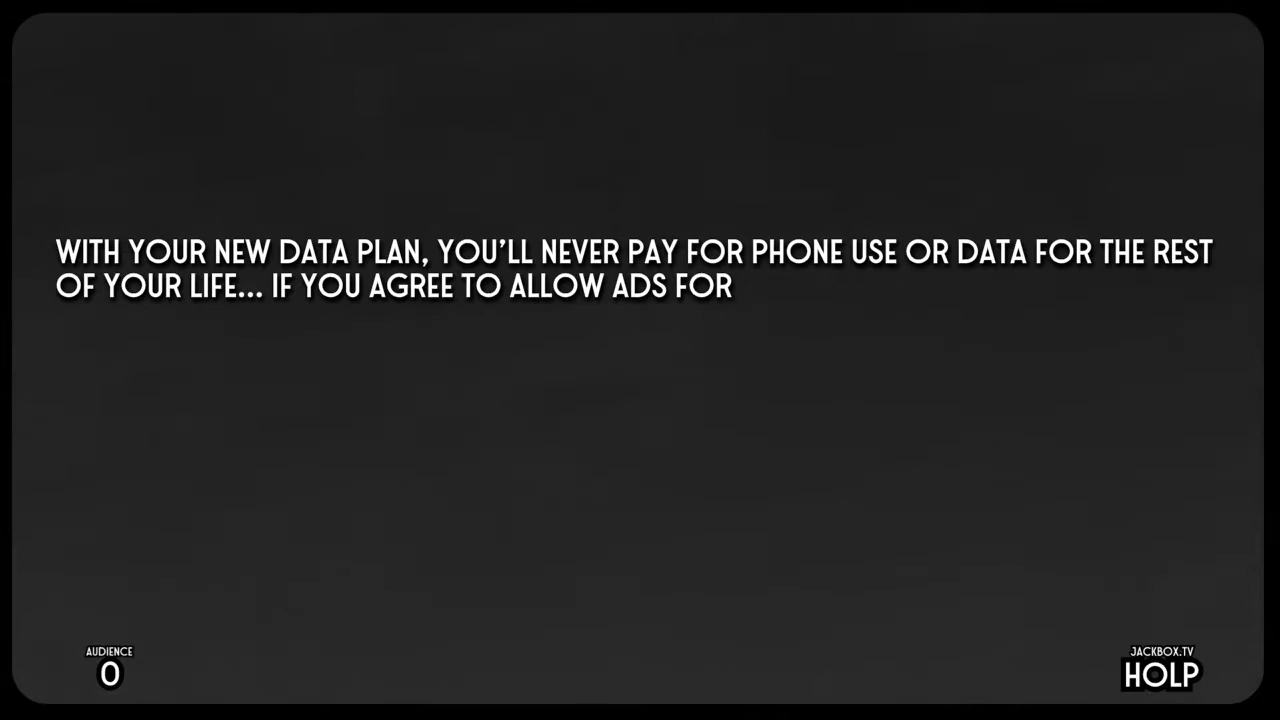 WITH YOUR NEW DATA PLAN, YOU'LL NEVER PAY FOR PHONE USE OR DATA FOR THE REST
OF YOUR LIFE... IF YOU AGREE TO ALLOW ADS FOR
AUDIENCE
0
JACKBOX.TV
HOLP